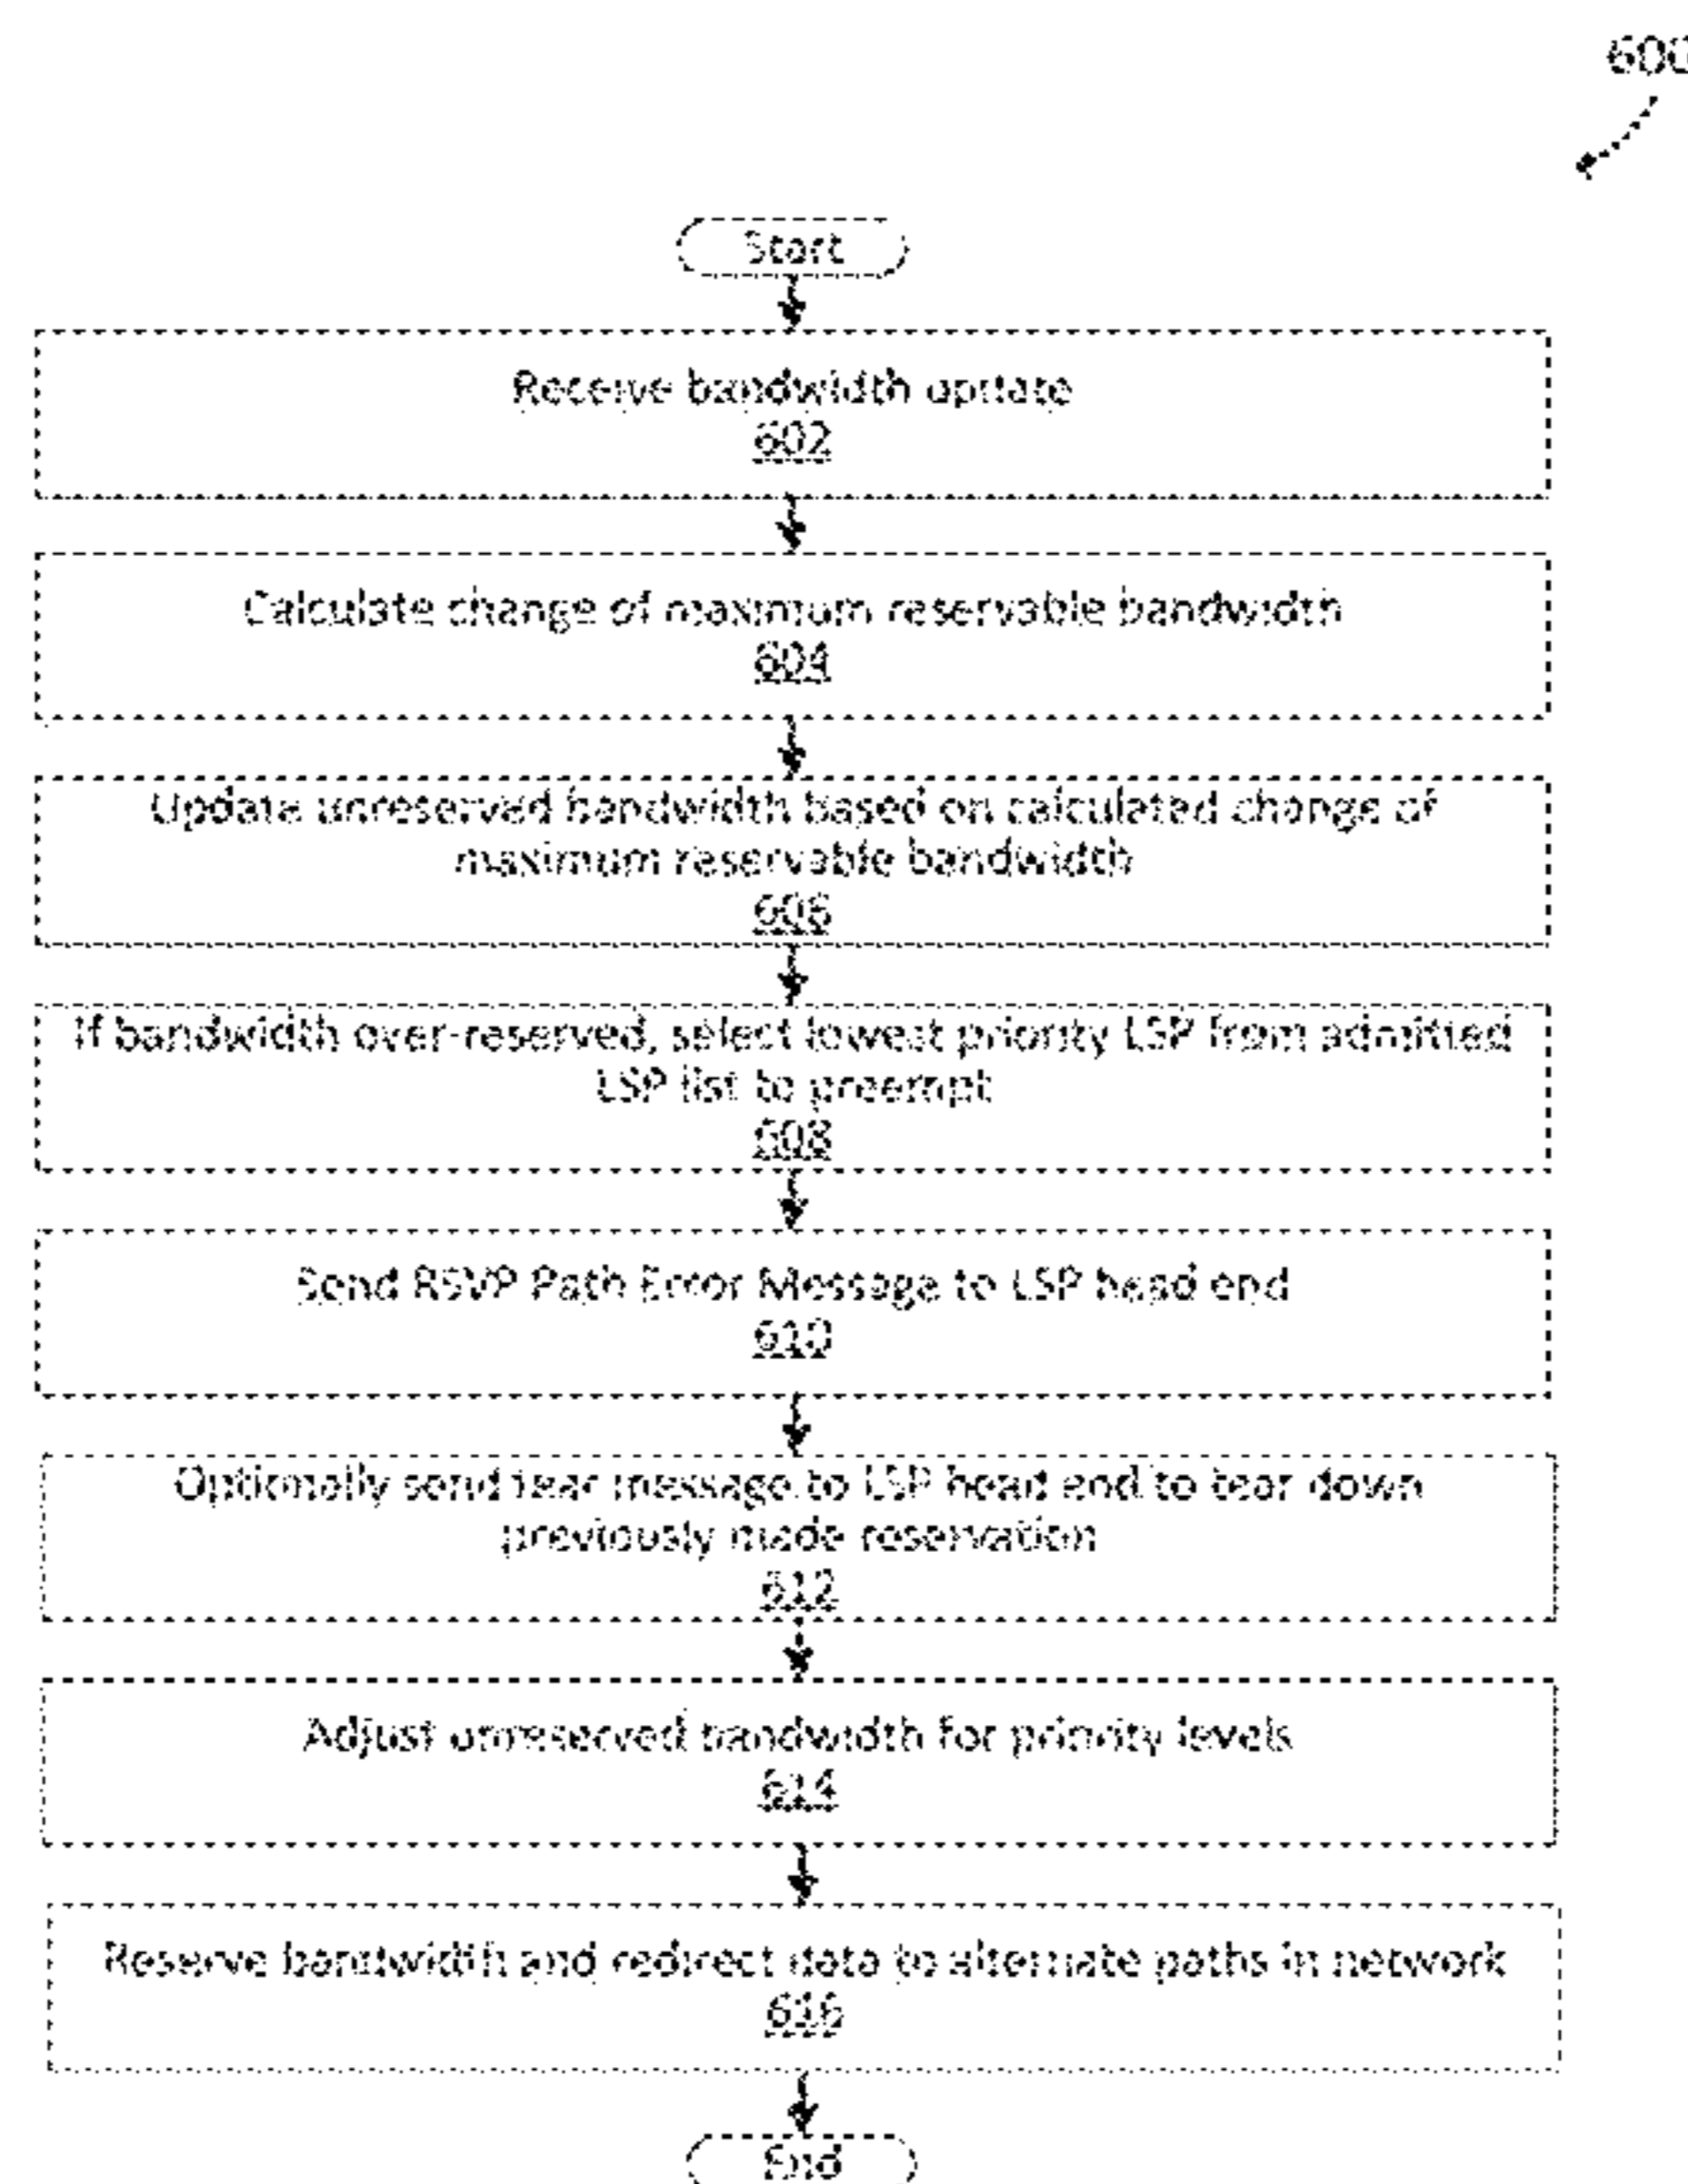 600
Start
Receive bandwidth update
602
Calculate change of maximum reservable bandwidth
604
Update unreserved bandwidth based on calculated change of
maximum reservable bandwidth
606
If bandwidth over-reserved, select lowest priority LSP from admitted
LSP list to preempt
608
Send RSVP Path Error Message to LSP head end
610
Optionally send tear message to LSP head end to tear down
previously made reservation
612
Adjust unreserved bandwidth for priority levels
614
Reserve bandwidth and redirect data to alternate paths in network
616
End